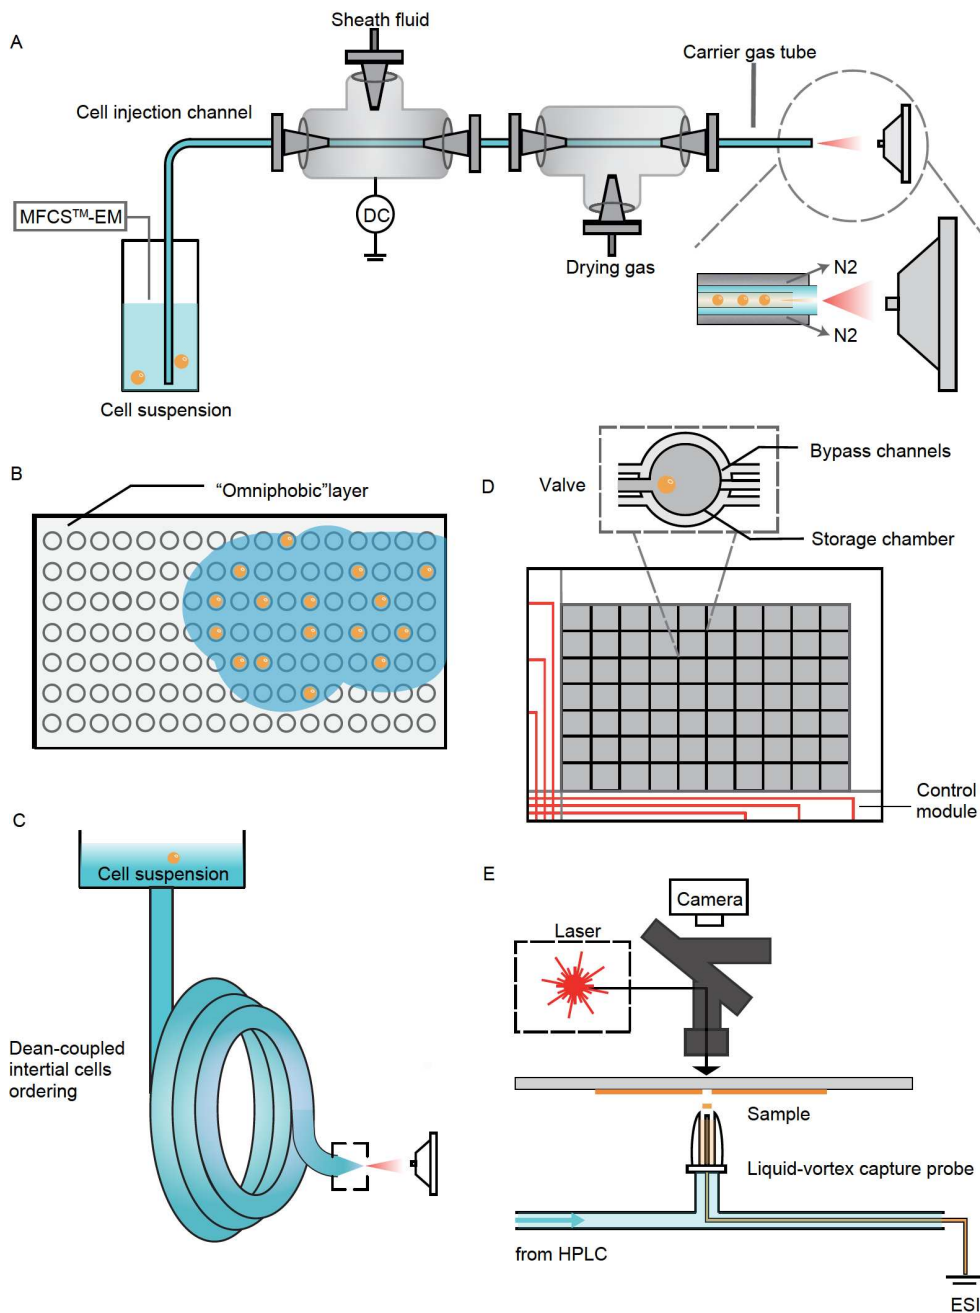 A
Sheath fluid
Carrier gas tube
Cell injection channel
MFCS™-EM
DC
Drying gas
N2
N2
Cell suspension
B
“Omniphobic”layer
D
Bypass channels
Valve
Storage chamber
Control
module
C
Cell suspension
Dean-coupled
intertial cells
ordering
E
Camera
Laser
Sample
Liquid-vortex capture probe
from HPLC
ESI